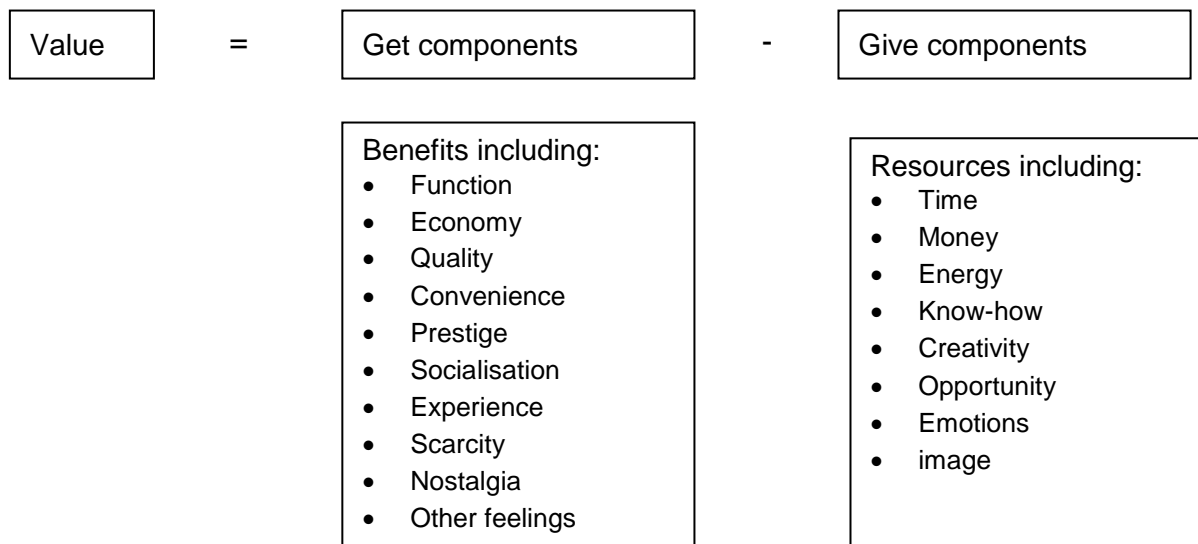 Value = Get components - Give components
Benefits including:
• Function
• Economy
• Quality
• Convenience
• Prestige
• Socialisation
• Experience
• Scarcity
• Nostalgia
• Other feelings
Resources including:
• Time
• Money
• Energy
• Know-how
• Creativity
• Opportunity
• Emotions
• image